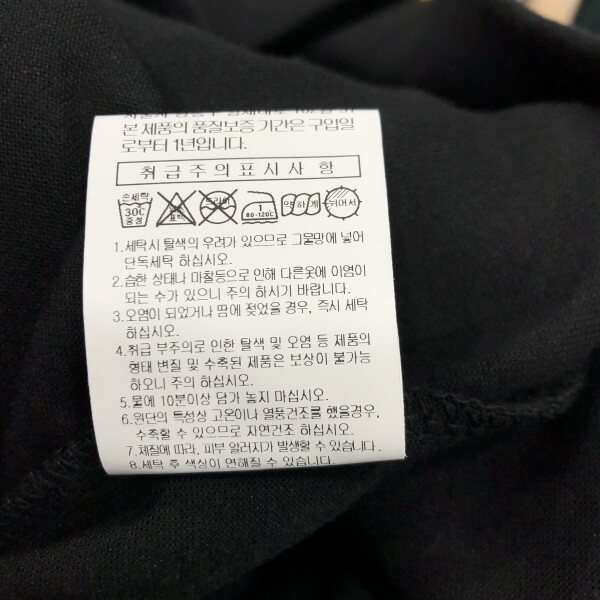 본 제품의 품질보증 기간은 구입일
로부터 1년입니다.
취급주의표시사항
손세탁
30C
중성
드라이
1
80-120C
약하게
뉘어서
1.세탁시 탈색의 우려가 있으므로 그물망에 넣어
단독세탁 하십시오.
2.습한 상태나 마찰등으로 인해 다른옷에 이염이
되는 수가 있으니 주의 하시기 바랍니다.
3.오염이 되었거나 땀에 젖었을 경우, 즉시 세탁
하십시오.
4.취급 부주의로 인한 탈색 및 오염 등 제품의
형태 변질 및 수축된 제품은 보상이 불가능
하오니 주의 하십시오.
5.물에 10분이상 담가 놓지 마십시오.
6.원단의 특성상 고온이나 열풍건조를 했을경우,
수축할 수 있으므로 자연건조 하십시오.
7.체질에 따라, 피부 알러지가 발생할 수 있습니다.
8.세탁 후 색상이 연해질 수 있습니다.